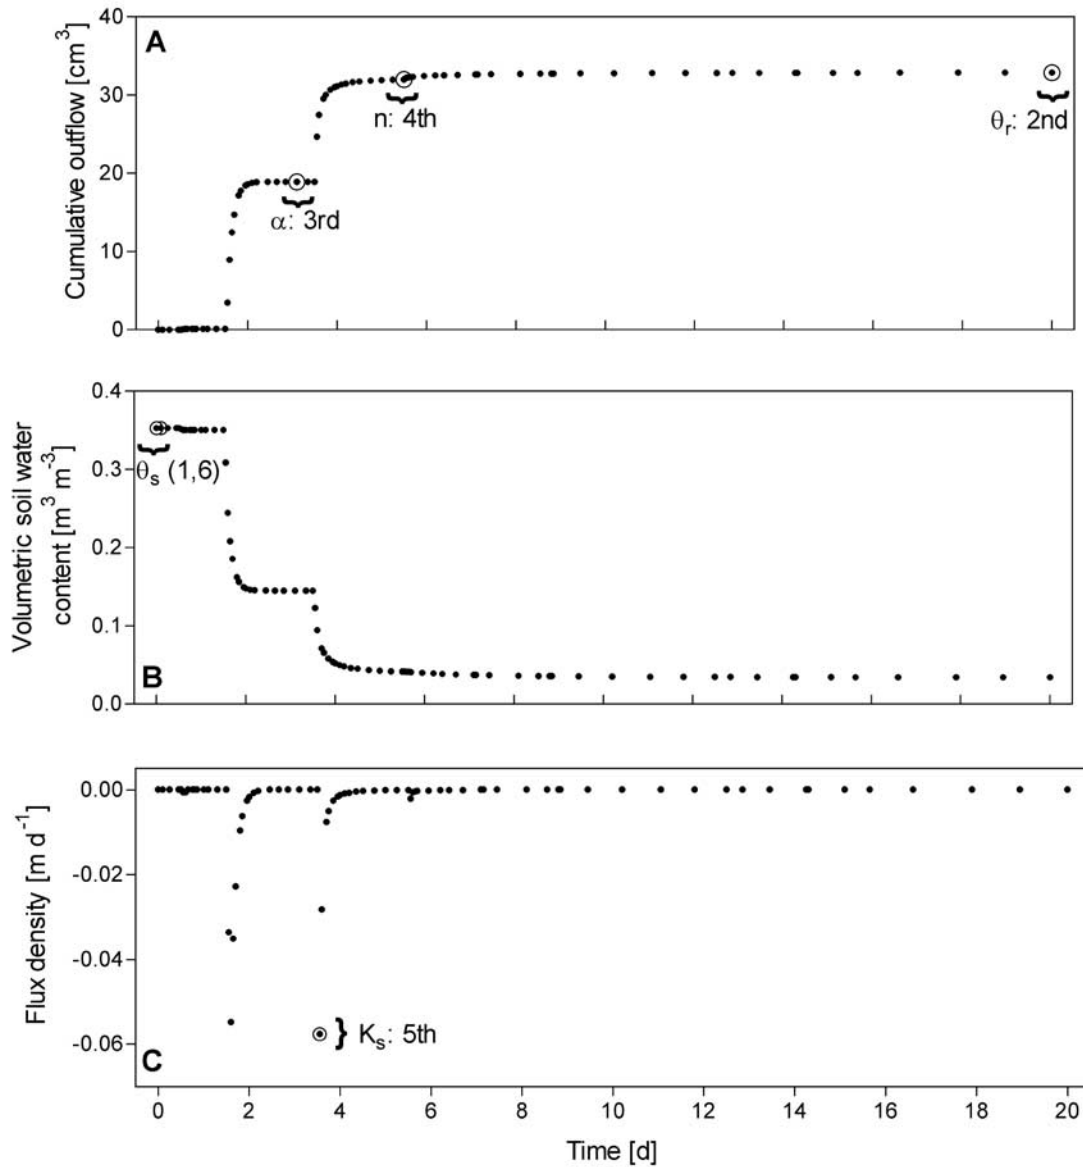 A
Cumulative outflow [cm³]
40
30
20
10
0
n: 4th
θr: 2nd
α: 3rd
B
Volumetric soil water
content [m³ m⁻³]
0.4
0.3
0.2
0.1
0.0
θs (1,6)
C
Flux density [m d⁻¹]
0.00
-0.02
-0.04
-0.06
Ks: 5th
0 2 4 6 8 10 12 14 16 18 20
Time [d]